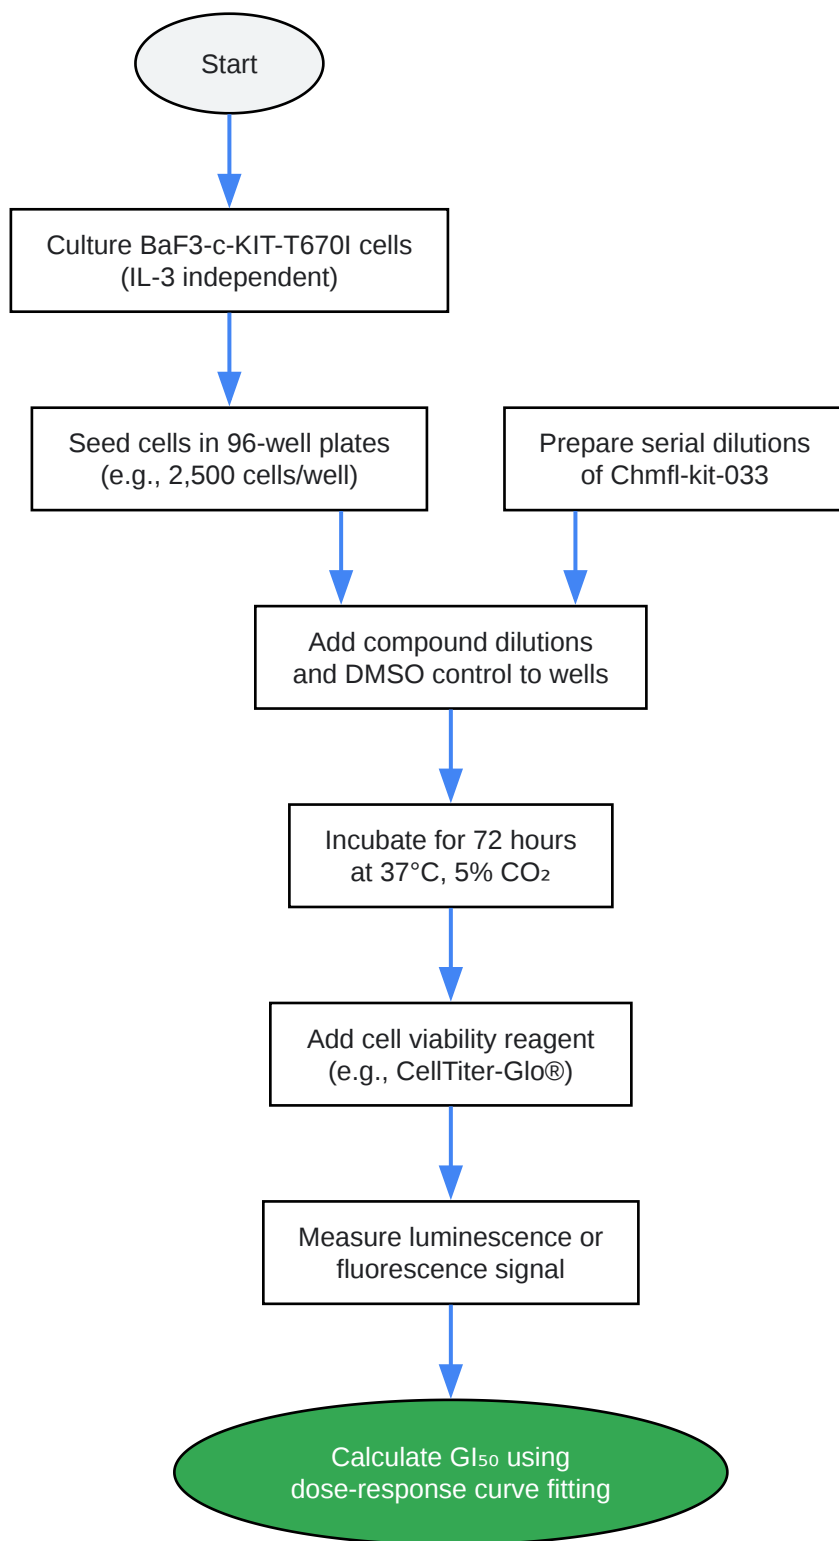 Start
Culture BaF3-c-KIT-T670I cells
(IL-3 independent)
Seed cells in 96-well plates
(e.g., 2,500 cells/well)
Prepare serial dilutions
of Chmfl-kit-033
Add compound dilutions
and DMSO control to wells
Incubate for 72 hours
at 37°C, 5% CO₂
Add cell viability reagent
(e.g., CellTiter-Glo®)
Measure luminescence or
fluorescence signal
Calculate GI₅₀ using
dose-response curve fitting